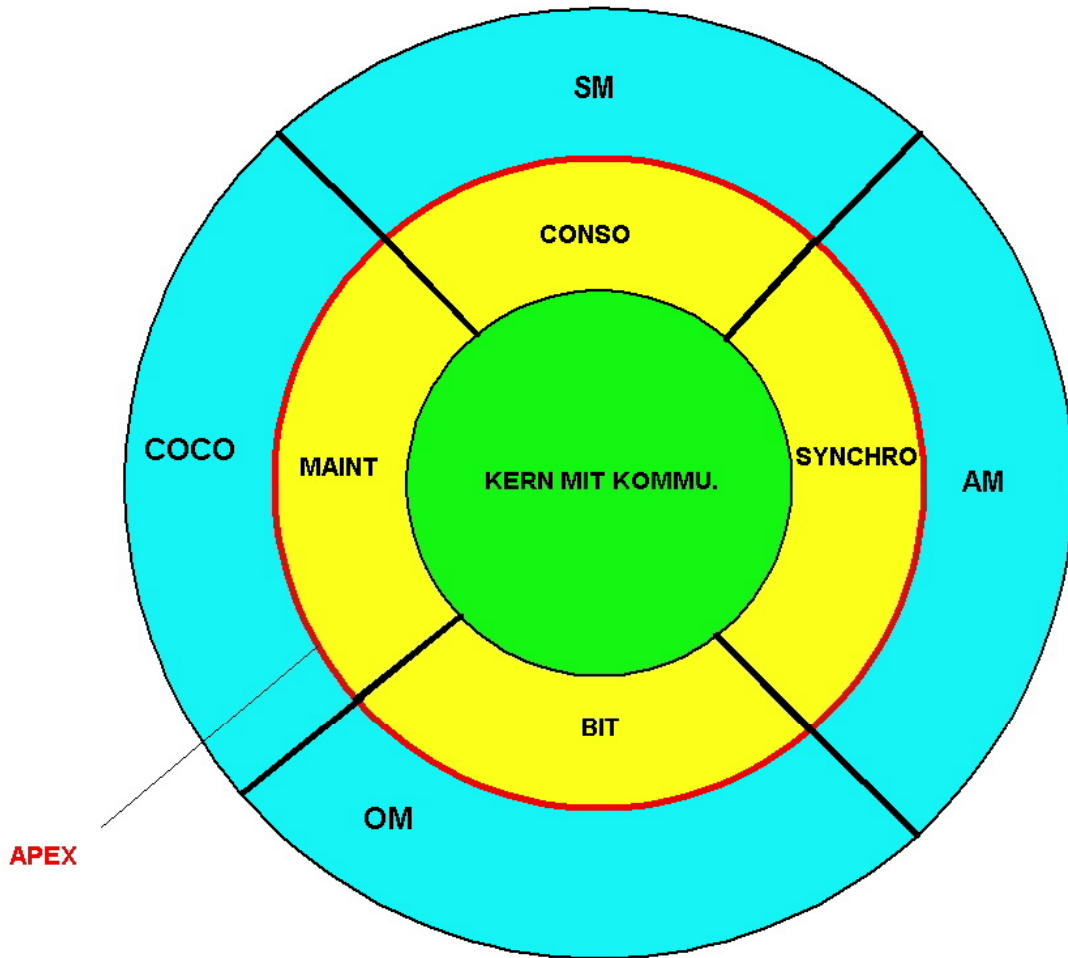 SM
CONSO
COCO
MAINT
KERN MIT KOMMU.
SYNCHRO
AM
BIT
OM
APEX